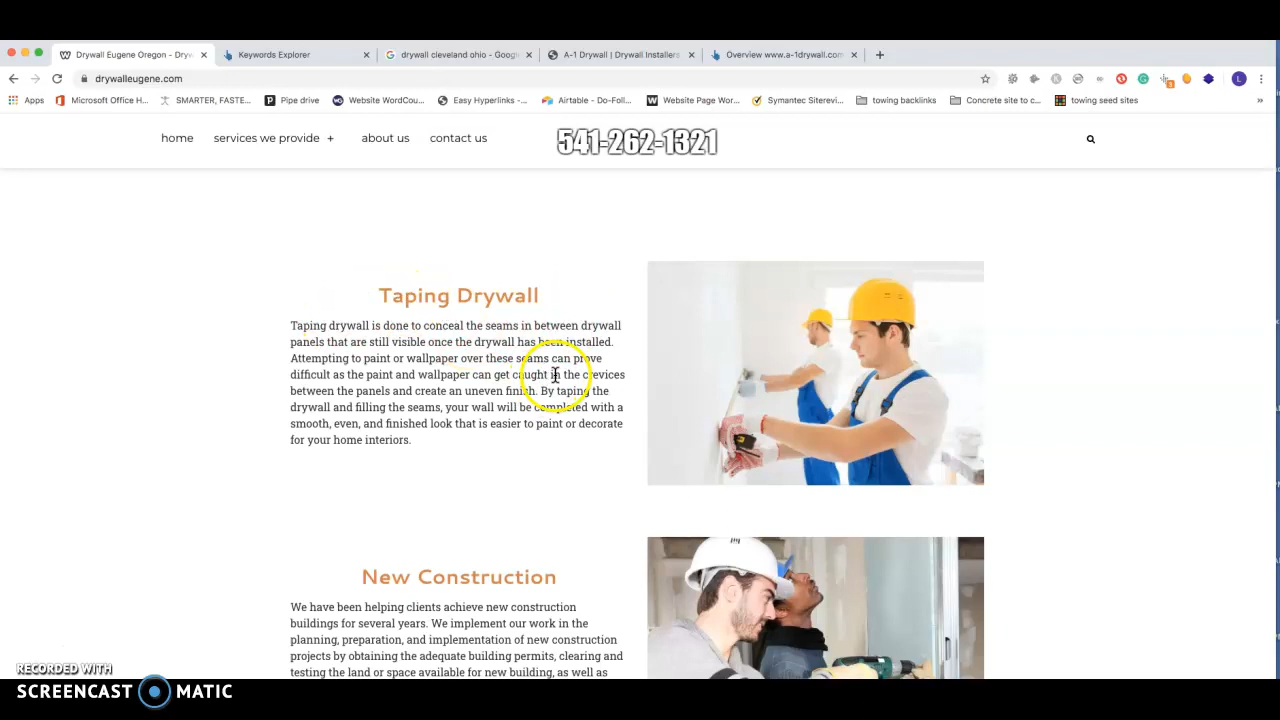 Drywall Eugene Oregon - Dryw
Keywords Explorer
drywall cleveland ohio - Googl
A-1 Drywall | Drywall Installers
Overview www.a-1drywall.com
drywalleugene.com
L
Apps
Microsoft Office H...
SMARTER, FASTE...
Pipe drive
Website WordCou...
Easy Hyperlinks -...
Airtable - Do-Foll...
Website Page Wor...
Symantec Siterevi...
towing backlinks
Concrete site to c...
towing seed sites
»
home
services we provide +
about us
contact us
541-262-1321
Taping Drywall
Taping drywall is done to conceal the seams in between drywall
panels that are still visible once the drywall has been installed.
Attempting to paint or wallpaper over these seams can prove
difficult as the paint and wallpaper can get caught in the crevices
between the panels and create an uneven finish. By taping the
drywall and filling the seams, your wall will be completed with a
smooth, even, and finished look that is easier to paint or decorate
for your home interiors.
New Construction
We have been helping clients achieve new construction
buildings for several years. We implement our work in the
planning, preparation, and implementation of new construction
projects by obtaining the adequate building permits, clearing and
testing the land or space available for new building, as well as
RECORDED WITH
SCREENCAST MATIC